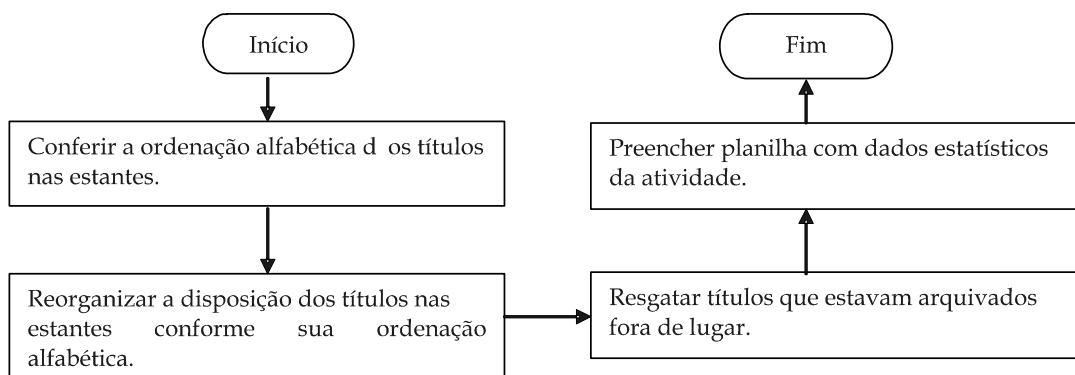 Início
Conferir a ordenação alfabética d os títulos
nas estantes.
Reorganizar a disposição dos títulos nas
estantes conforme sua ordenação
alfabética.
Resgatar títulos que estavam arquivados
fora de lugar.
Preencher planilha com dados estatísticos
da atividade.
Fim